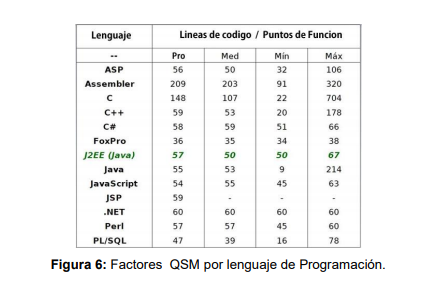 Lenguaje Lineas de codigo / Puntos de Funcion
-- Pro Med Mín Máx
ASP 56 50 32 106
Assembler 209 203 91 320
C 148 107 22 704
C++ 59 53 20 178
C# 58 59 51 66
FoxPro 36 35 34 38
J2EE (Java) 57 50 50 67
Java 55 53 9 214
JavaScript 54 55 45 63
JSP 59 - - -
.NET 60 60 60 60
Perl 57 57 45 60
PL/SQL 47 39 16 78
Figura 6: Factores QSM por lenguaje de Programación.